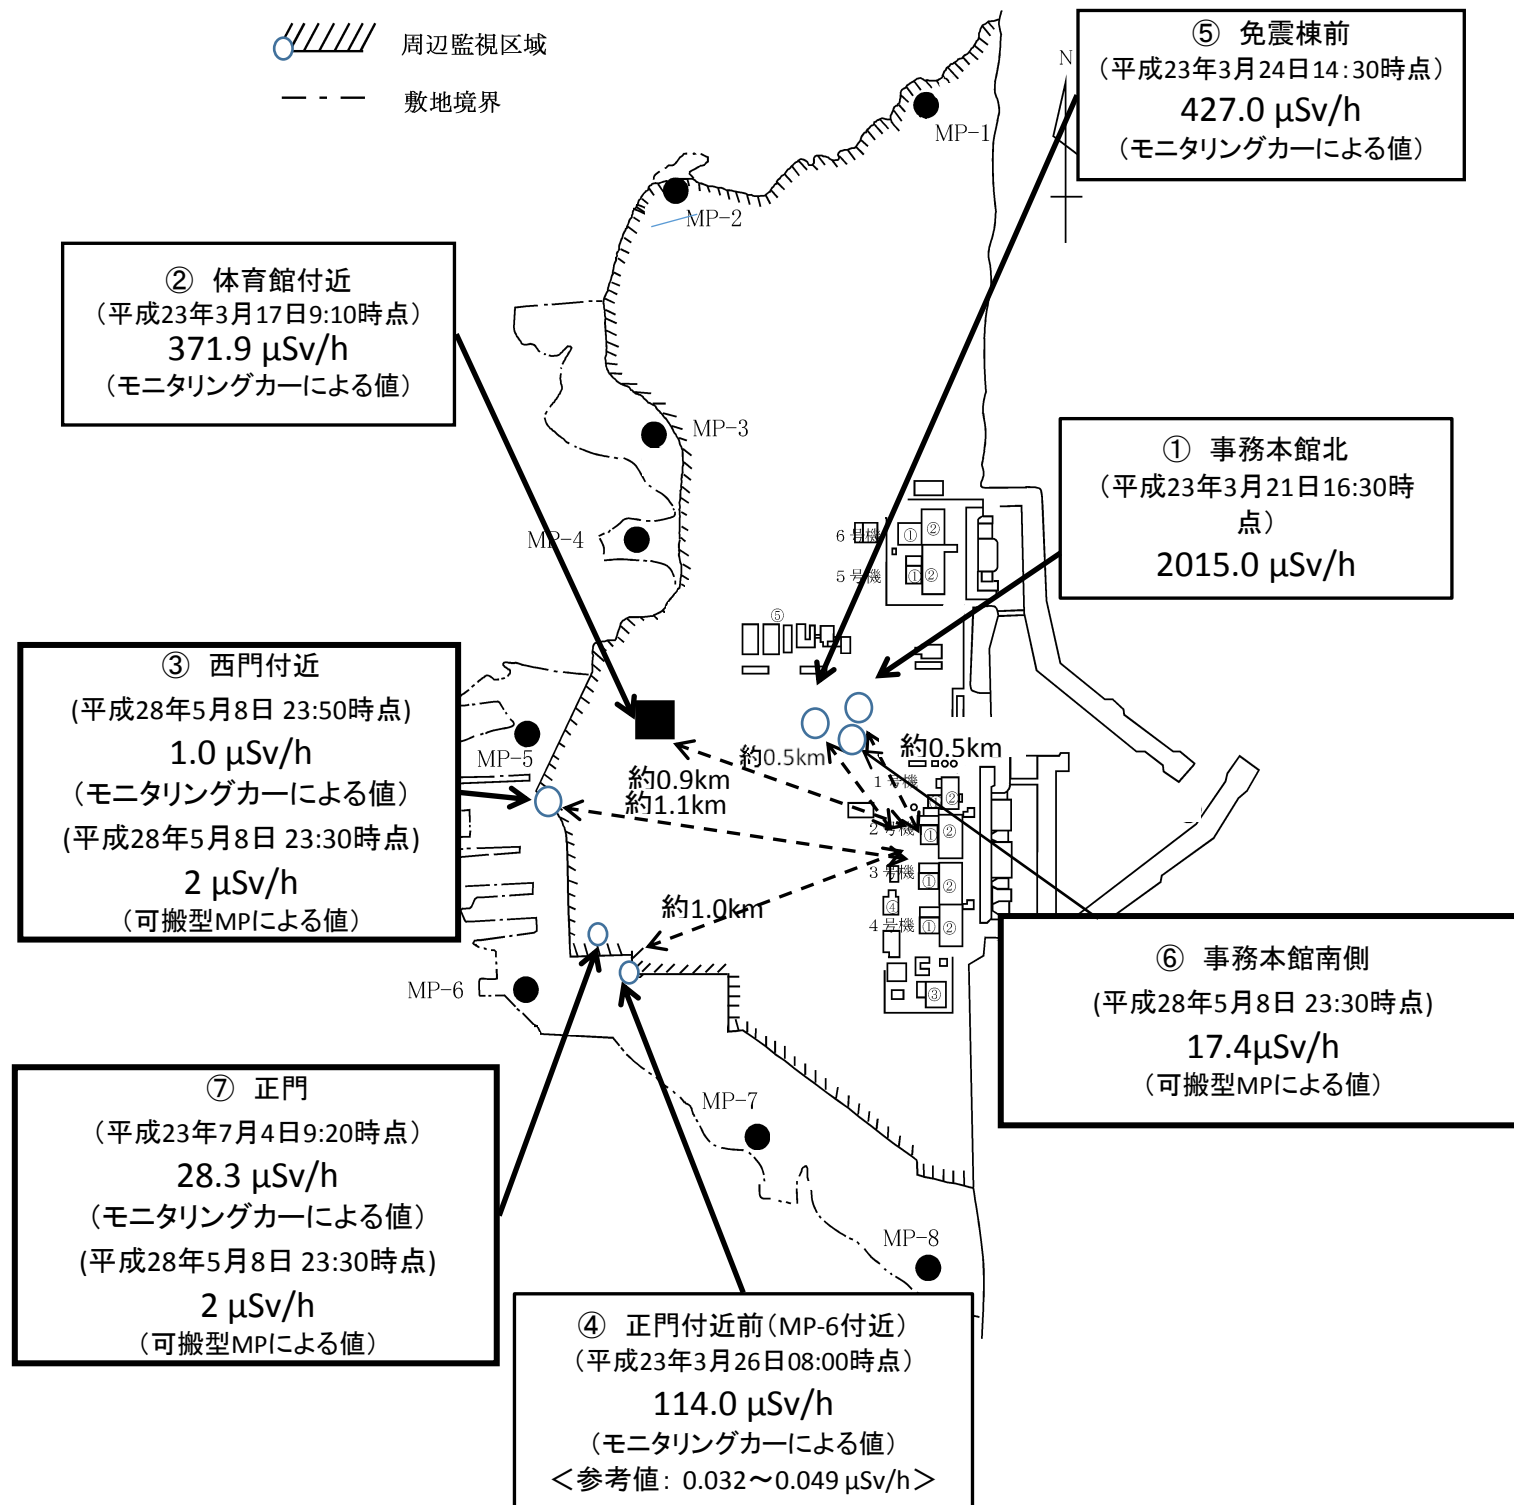 周辺監視区域
敷地境界
⑤ 免震棟前
（平成23年3月24日14:30時点）
427.0 μSv/h
（モニタリングカーによる値）
N
MP-1
MP-2
② 体育館付近
（平成23年3月17日9:10時点）
371.9 μSv/h
（モニタリングカーによる値）
MP-3
① 事務本館北
（平成23年3月21日16:30時
点）
2015.0 μSv/h
MP-4
6号機
①
②
5号機
①
②
⑤
③ 西門付近
(平成28年5月8日 23:50時点)
1.0 μSv/h
（モニタリングカーによる値）
(平成28年5月8日 23:30時点)
2 μSv/h
（可搬型MPによる値）
MP-5
約0.5km
約0.5km
約0.9km
約1.1km
1号機
①
②
2号機
①
②
3号機
①
②
約1.0km
④
4号機
①
②
③
MP-6
⑥ 事務本館南側
(平成28年5月8日 23:30時点)
17.4μSv/h
（可搬型MPによる値）
⑦ 正門
（平成23年7月4日9:20時点）
28.3 μSv/h
（モニタリングカーによる値）
(平成28年5月8日 23:30時点)
2 μSv/h
（可搬型MPによる値）
MP-7
MP-8
④ 正門付近前（MP-6付近）
（平成23年3月26日08:00時点）
114.0 μSv/h
（モニタリングカーによる値）
＜参考値： 0.032～0.049 μSv/h＞